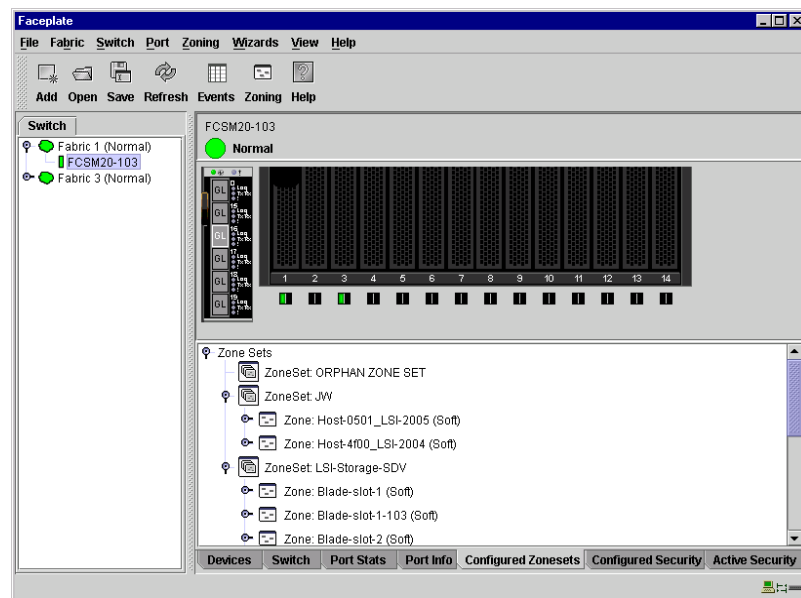 Faceplate
File Fabric Switch Port Zoning Wizards View Help
Add Open Save Refresh Events Zoning Help
Switch
Fabric 1 (Normal)
FCSM20-103
Fabric 3 (Normal)
FCSM20-103
Normal
GL
GL
GL
GL
GL
GL
1 2 3 4 5 6 7 8 9 10 11 12 13 14
Zone Sets
ZoneSet: ORPHAN ZONE SET
ZoneSet: JW
Zone: Host-0501_LSI-2005 (Soft)
Zone: Host-4f00_LSI-2004 (Soft)
ZoneSet: LSI-Storage-SDV
Zone: Blade-slot-1 (Soft)
Zone: Blade-slot-1-103 (Soft)
Zone: Blade-slot-2 (Soft)
Devices Switch Port Stats Port Info Configured Zonesets Configured Security Active Security